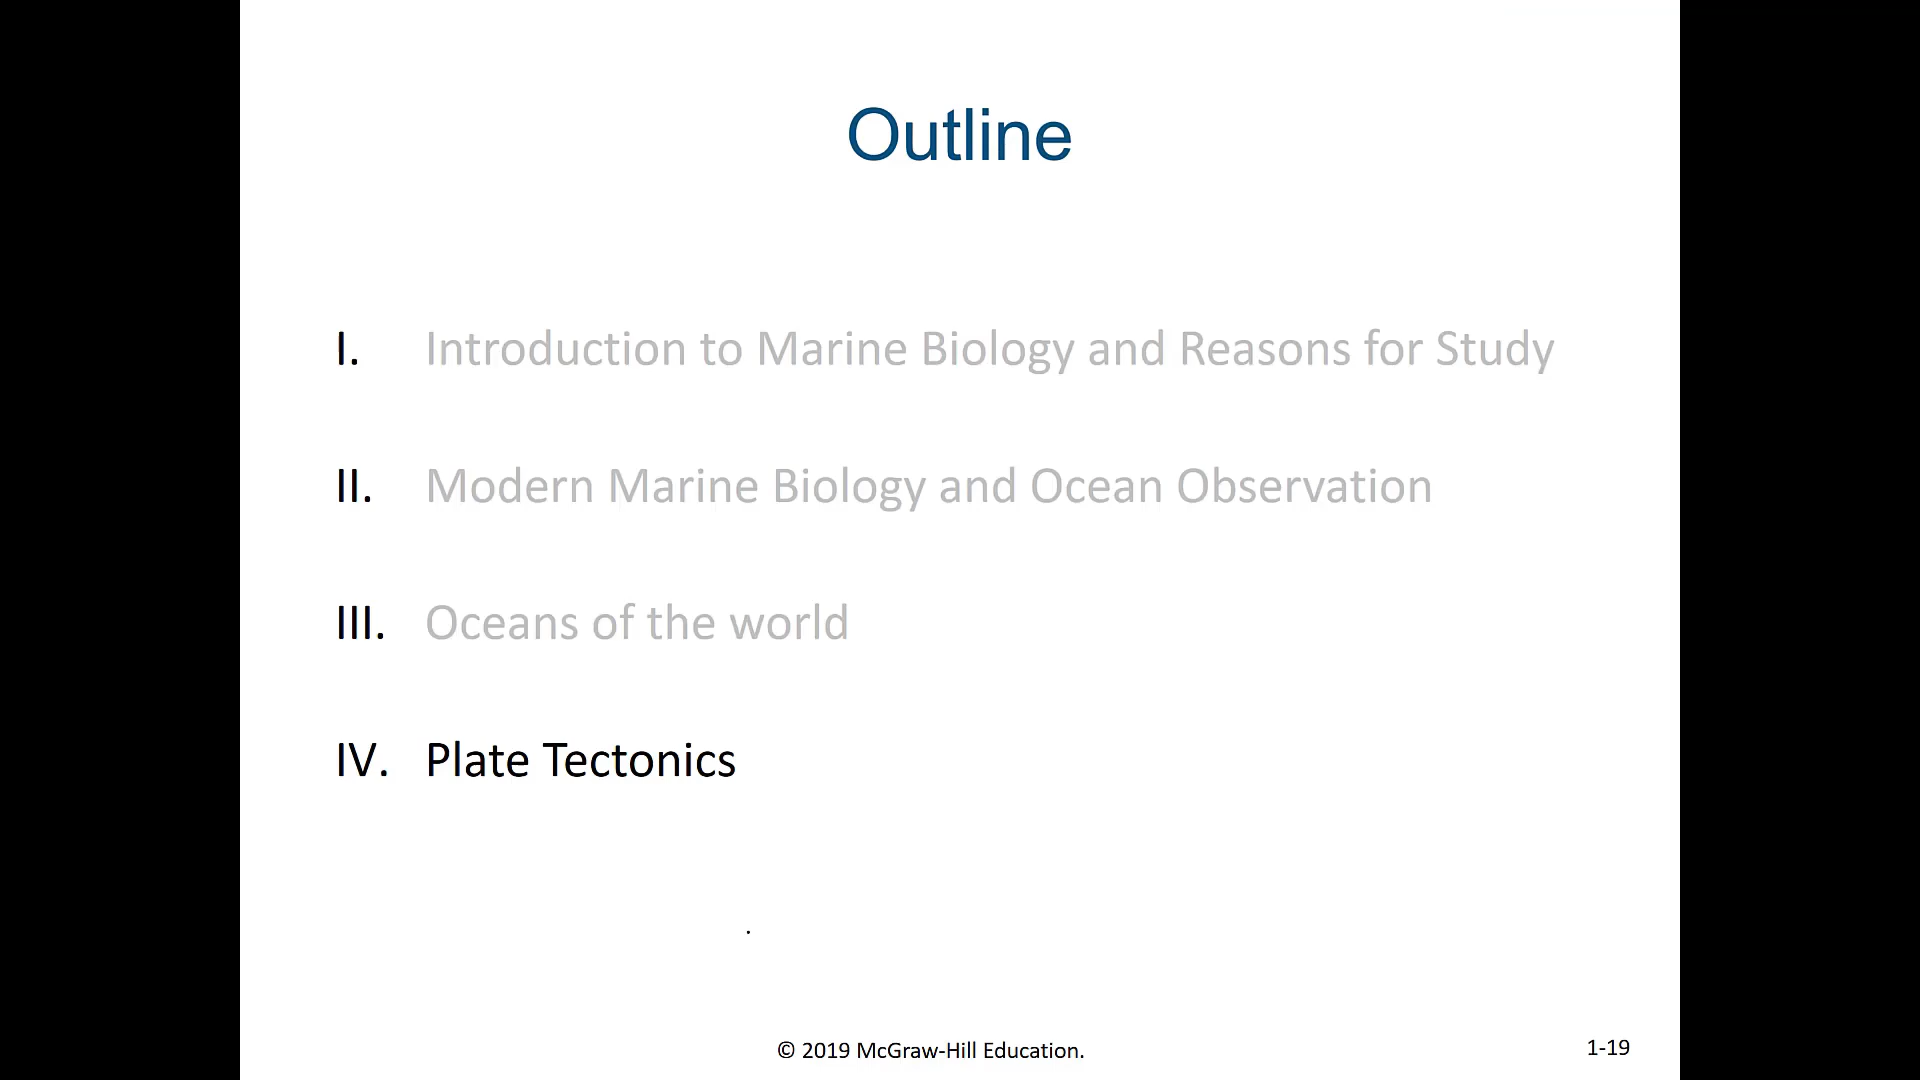 Outline
I. Introduction to Marine Biology and Reasons for Study
II. Modern Marine Biology and Ocean Observation
III. Oceans of the world
IV. Plate Tectonics
.
© 2019 McGraw-Hill Education.
1-19